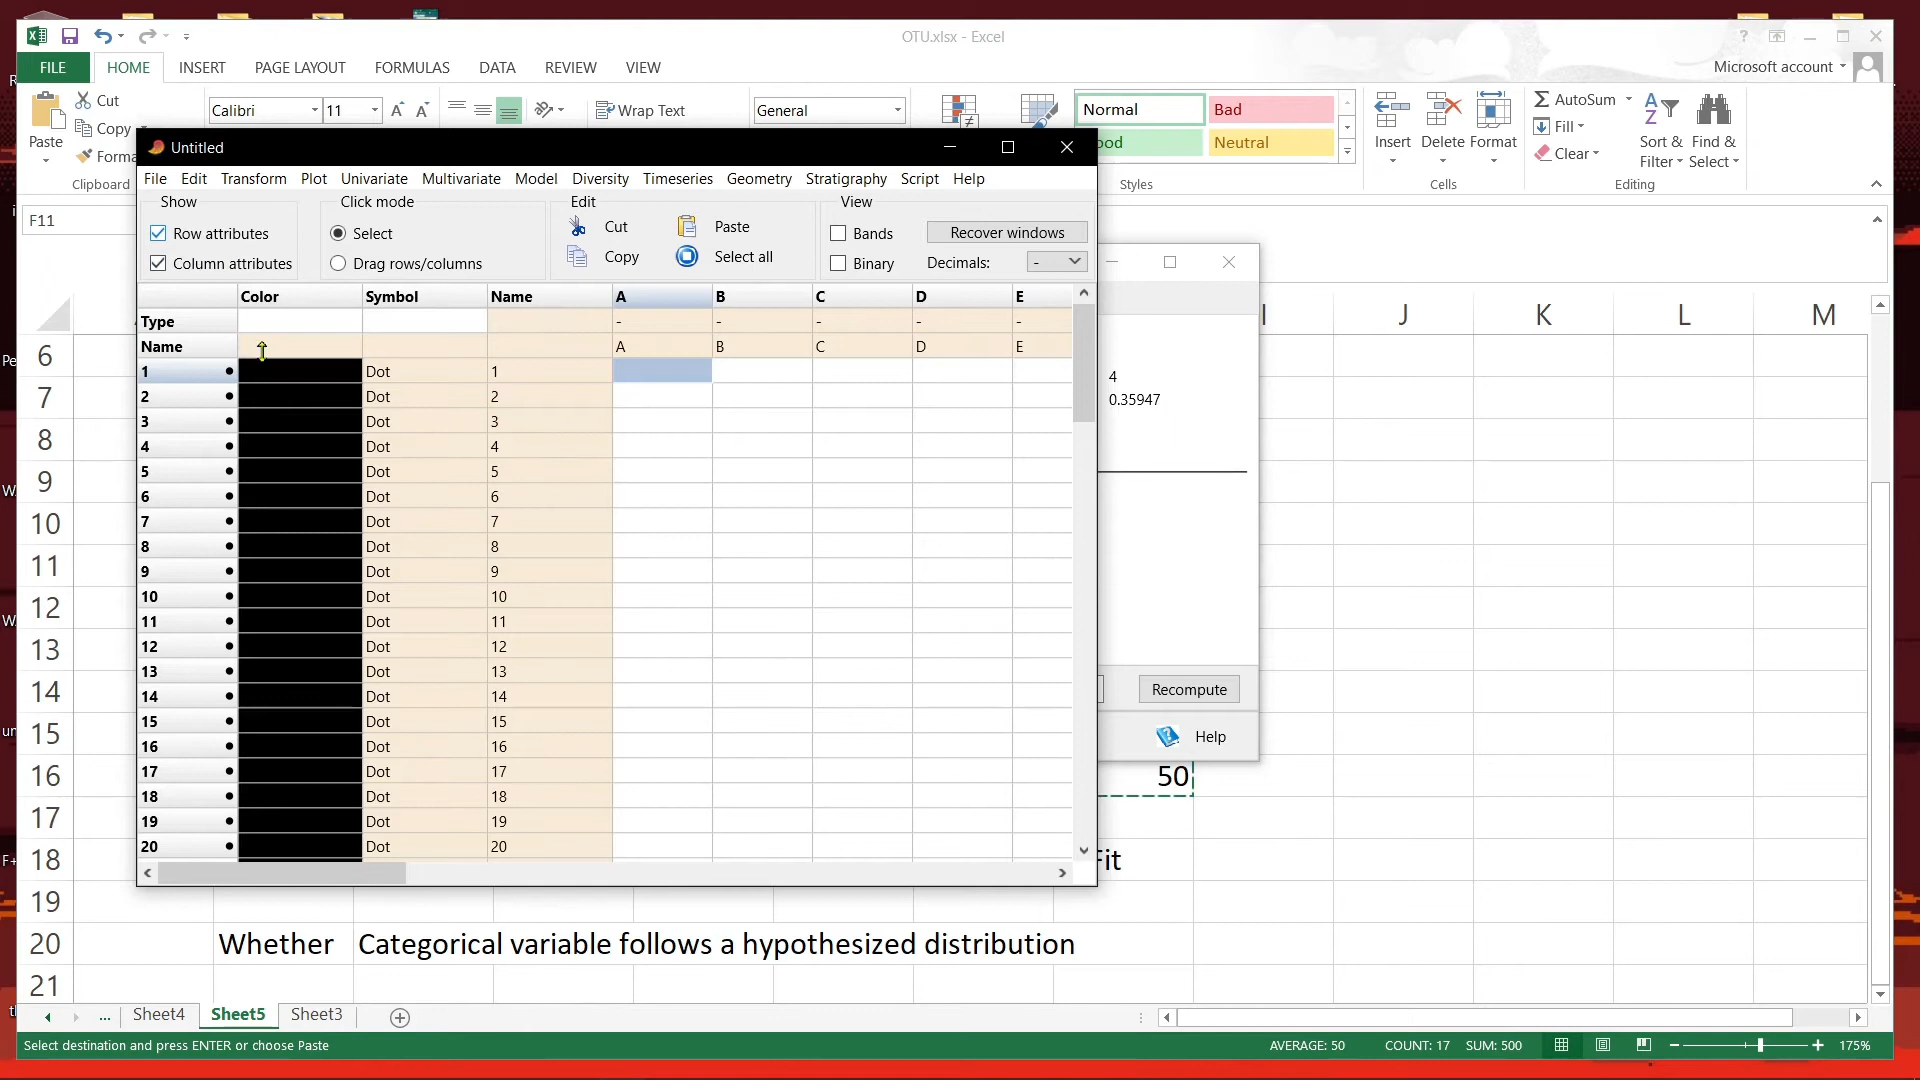 OTU.xlsx - Excel
FILE HOME INSERT PAGE LAYOUT FORMULAS DATA REVIEW VIEW
Microsoft account
Paste
Cut
Copy
Clipboard
Calibri 11
Wrap Text
General
Normal Bad
Neutral
Styles
Insert Delete Format
Cells
AutoSum
Fill
Clear
Sort & Filter
Find & Select
Editing
F11
Untitled
File Edit Transform Plot Univariate Multivariate Model Diversity Timeseries Geometry Stratigraphy Script Help
Show Click mode Edit View
Row attributes Select Cut Paste Bands Recover windows
Column attributes Drag rows/columns Copy Select all Binary Decimals: -
Color Symbol Name A B C D E
Type - - - - -
Name A B C D E
1 Dot 1
2 Dot 2
3 Dot 3
4 Dot 4
5 Dot 5
6 Dot 6
7 Dot 7
8 Dot 8
9 Dot 9
10 Dot 10
11 Dot 11
12 Dot 12
13 Dot 13
14 Dot 14
15 Dot 15
16 Dot 16
17 Dot 17
18 Dot 18
19 Dot 19
20 Dot 20
4
0.35947
Recompute
Help
I J K L M
6
7
8
9
10
11
12
13
14
15
16 50
17
18 Fit
19
20 Whether Categorical variable follows a hypothesized distribution
21
... Sheet4 Sheet5 Sheet3
Select destination and press ENTER or choose Paste AVERAGE: 50 COUNT: 17 SUM: 500 175%